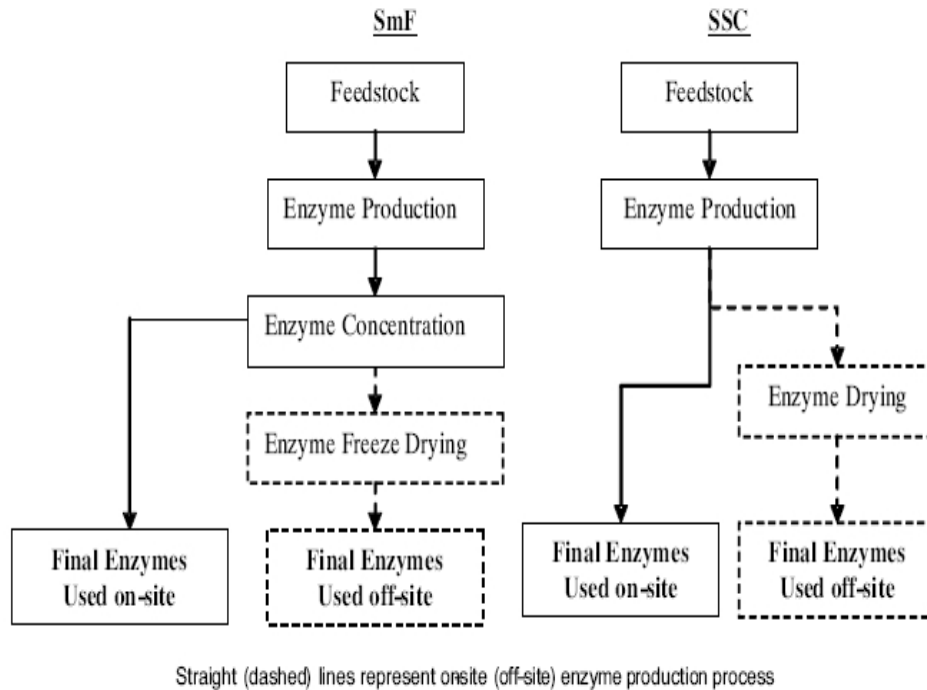 SmF
Feedstock
Enzyme Production
Enzyme Concentration
Enzyme Freeze Drying
Final Enzymes
Used on-site
Final Enzymes
Used off-site
SSC
Feedstock
Enzyme Production
Enzyme Drying
Final Enzymes
Used on-site
Final Enzymes
Used off-site
Straight (dashed) lines represent onsite (off-site) enzyme production process